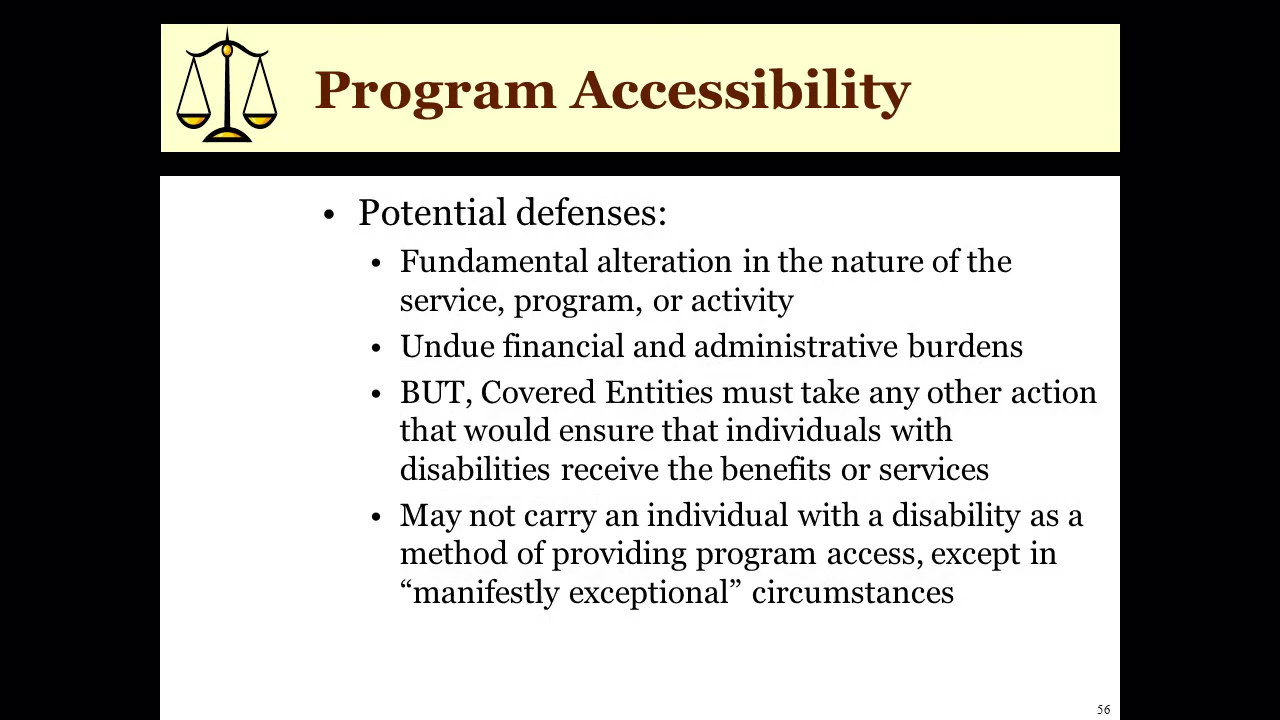 Program Accessibility
• Potential defenses:
• Fundamental alteration in the nature of the
service, program, or activity
• Undue financial and administrative burdens
• BUT, Covered Entities must take any other action
that would ensure that individuals with
disabilities receive the benefits or services
• May not carry an individual with a disability as a
method of providing program access, except in
“manifestly exceptional” circumstances
56